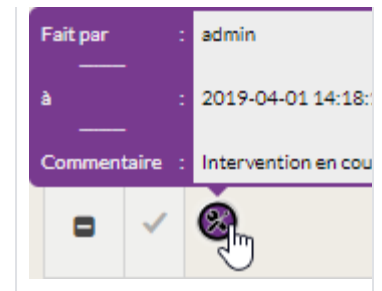 Fait par : admin
à : 2019-04-01 14:18:
Commentaire : Intervention en cou